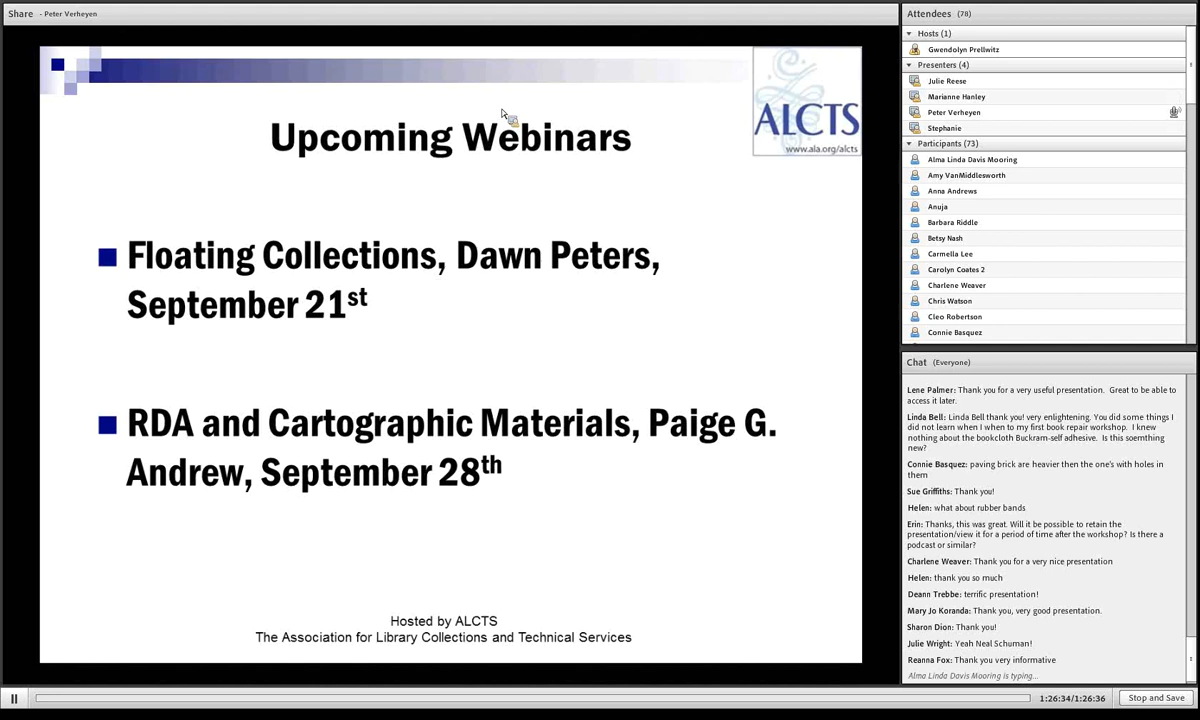 Share - Peter Verheyen
ALCTS
www.ala.org/alcts
Upcoming Webinars
Floating Collections, Dawn Peters,
September 21st
RDA and Cartographic Materials, Paige G.
Andrew, September 28th
Hosted by ALCTS
The Association for Library Collections and Technical Services
Attendees (78)
Hosts (1)
Gwendolyn Prellwitz
Presenters (4)
Julie Reese
Marianne Hanley
Peter Verheyen
Stephanie
Participants (73)
Alma Linda Davis Mooring
Amy VanMiddlesworth
Anna Andrews
Anuja
Barbara Riddle
Betsy Nash
Carmella Lee
Carolyn Coates 2
Charlene Weaver
Chris Watson
Cleo Robertson
Connie Basquez
Chat (Everyone)
Lene Palmer: Thank you for a very useful presentation. Great to be able to
access it later.
Linda Bell: Linda Bell thank you! very enlightening. You did some things I
did not learn when I when to my first book repair workshop. I knew
nothing about the bookcloth Buckram-self adhesive. Is this soemthing
new?
Connie Basquez: paving brick are heavier then the one's with holes in
them
Sue Griffiths: Thank you!
Helen: what about rubber bands
Erin: Thanks, this was great. Will it be possible to retain the
presentation/view it for a period of time after the workshop? Is there a
podcast or similar?
Charlene Weaver: Thank you for a very nice presentation
Helen: thank you so much
Deann Trebbe: terrific presentation!
Mary Jo Koranda: Thank you, very good presentation.
Sharon Dion: Thank you!
Julie Wright: Yeah Neal Schuman!
Reanna Fox: Thank you very informative
Alma Linda Davis Mooring is typing...
1:26:34/1:26:36
Stop and Save